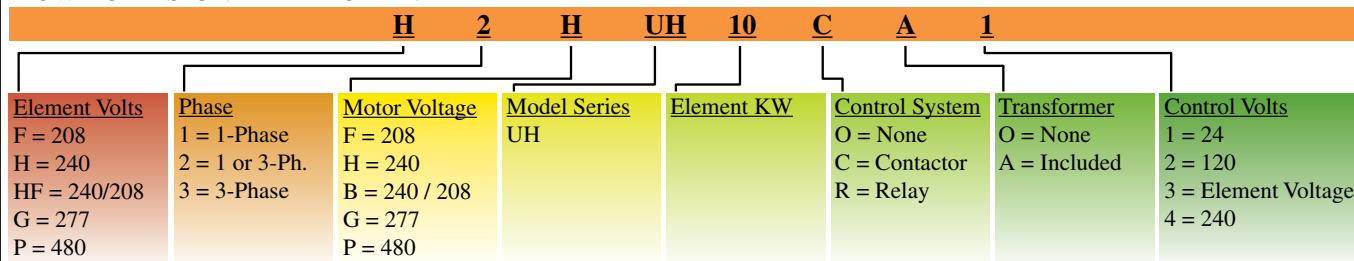 H 2 H UH 10 C A 1
Element Volts
F = 208
H = 240
HF = 240/208
G = 277
P = 480
Phase
1 = 1-Phase
2 = 1 or 3-Ph.
3 = 3-Phase
Motor Voltage
F = 208
H = 240
B = 240 / 208
G = 277
P = 480
Model Series
UH
Element KW
Control System
O = None
C = Contactor
R = Relay
Transformer
O = None
A = Included
Control Volts
1 = 24
2 = 120
3 = Element Voltage
4 = 240